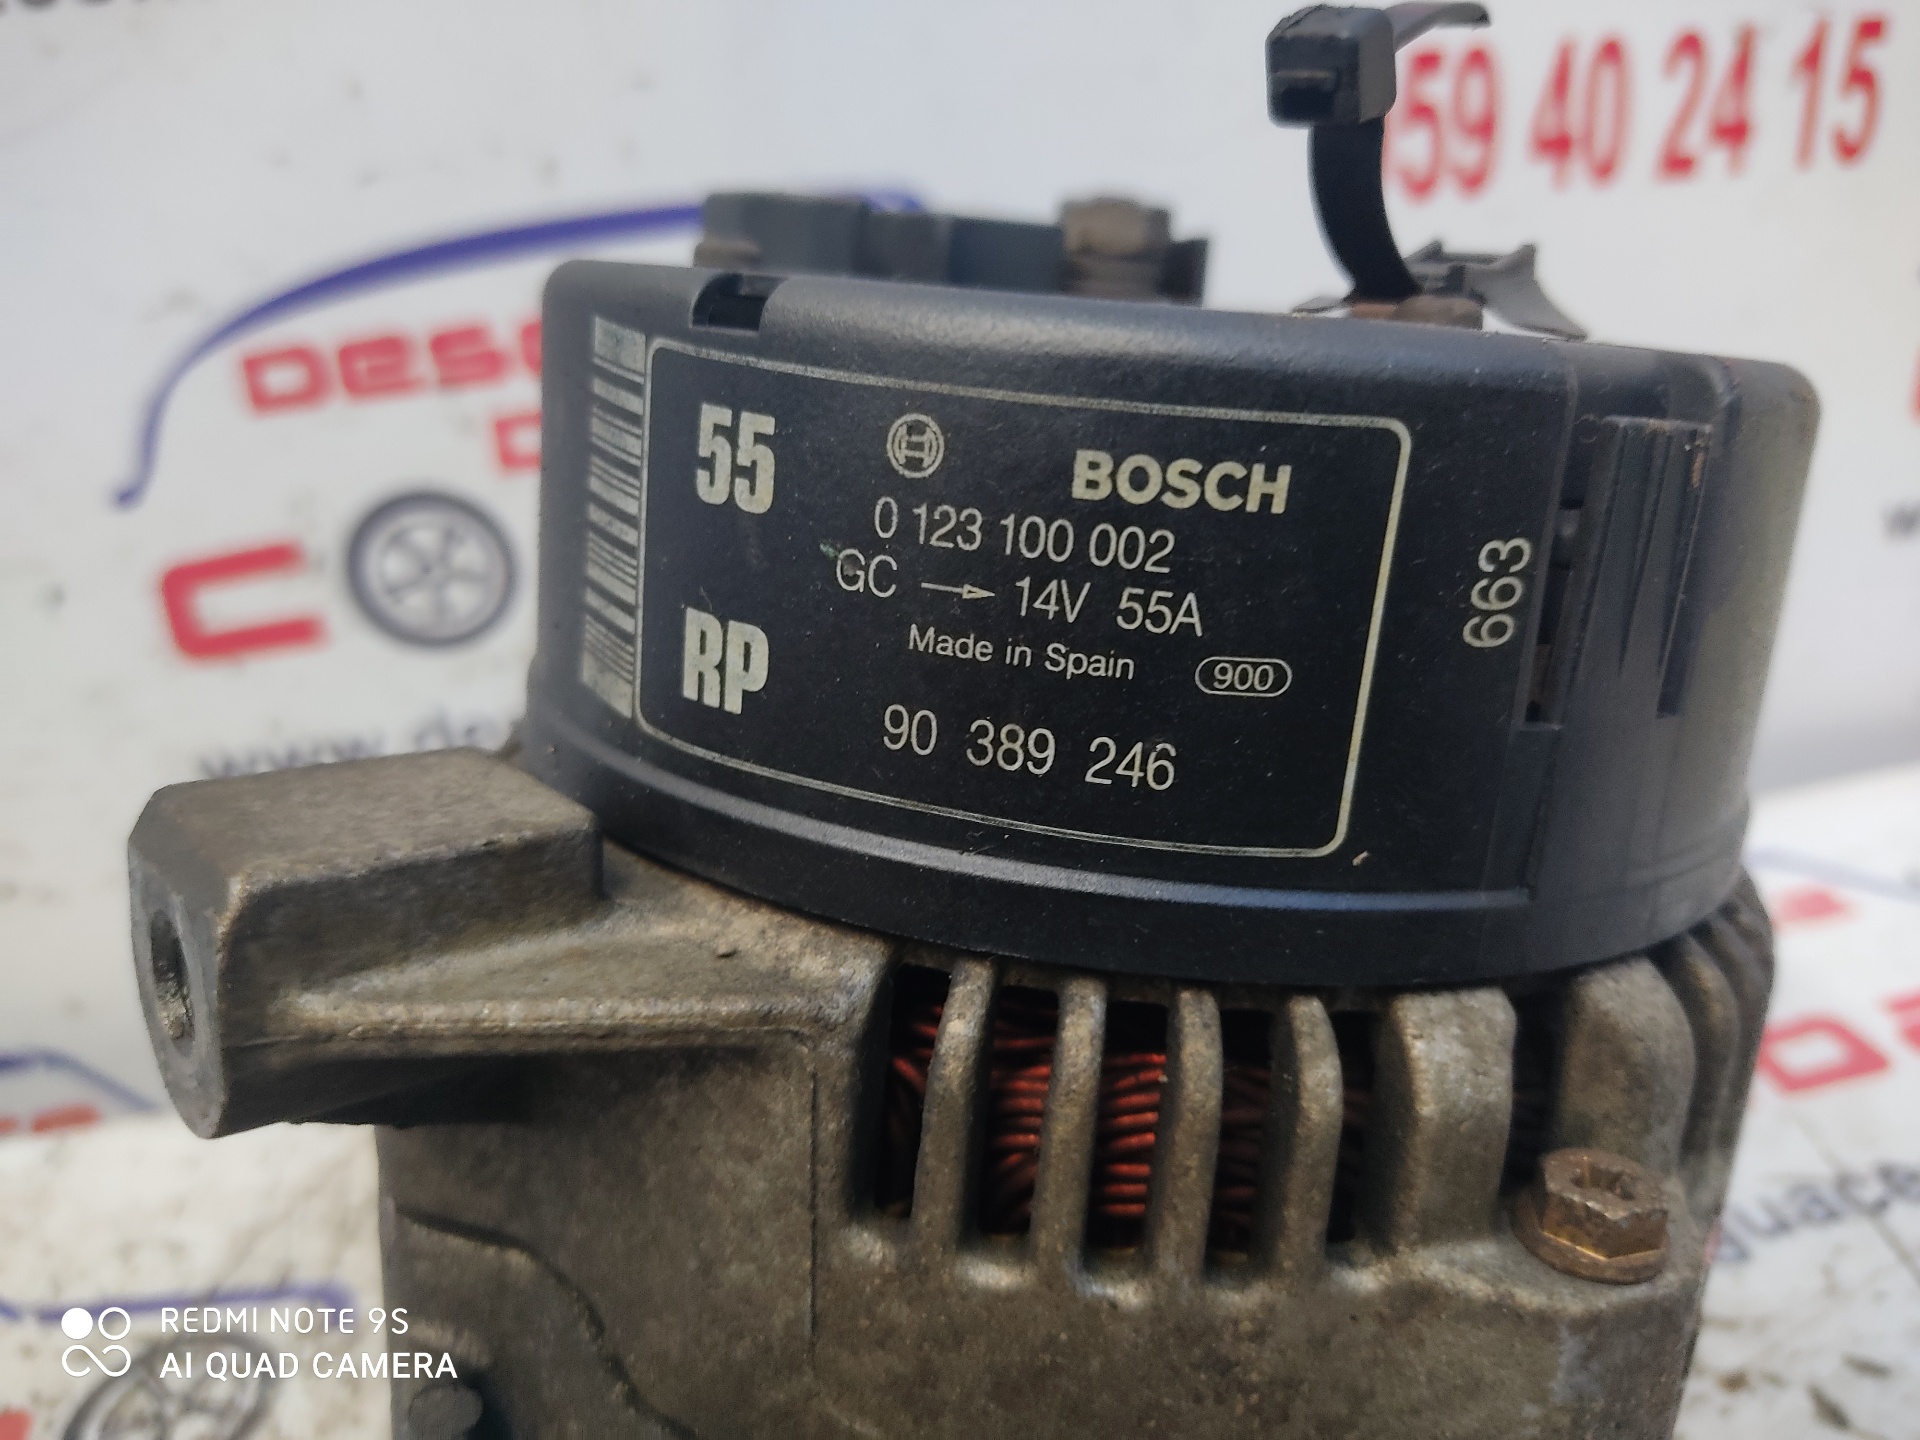 59 40 24 15
55
BOSCH
0 123 100 002
GC → 14V 55A
Made in Spain 900
RP
90 389 246
663
REDMI NOTE 9S
AI QUAD CAMERA